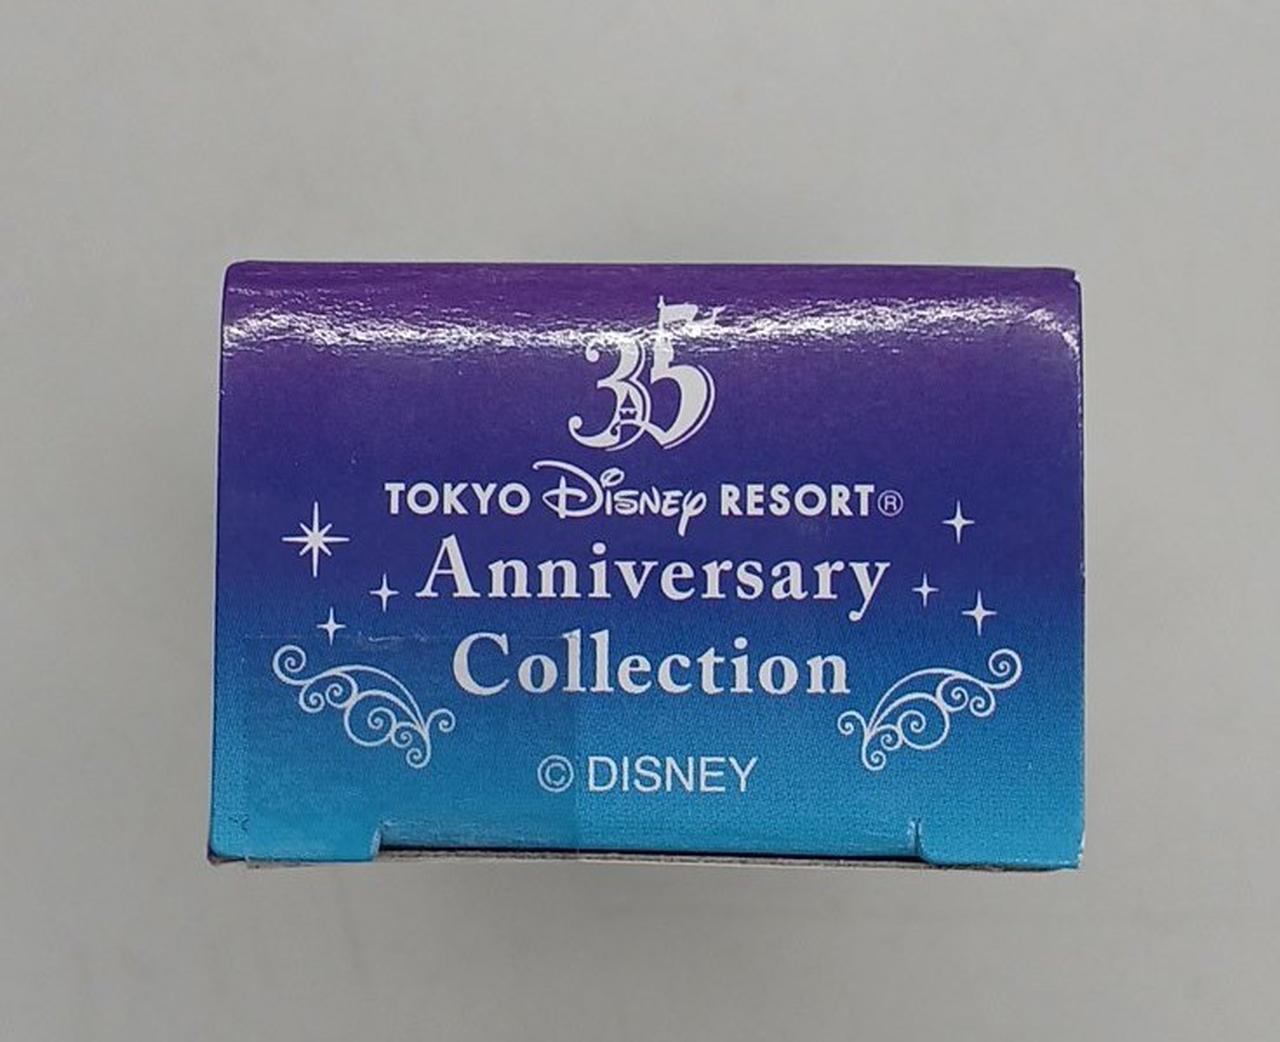 35
TOKYO Disney RESORT®
Anniversary
Collection
© DISNEY